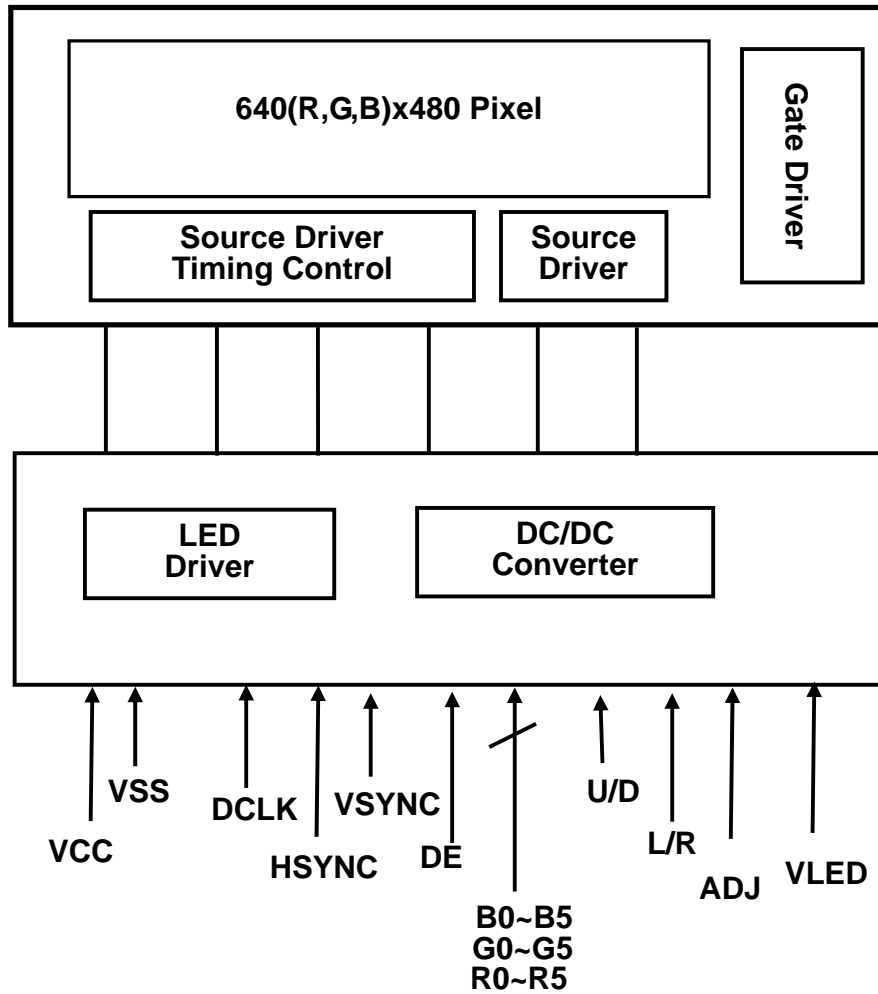 640(R,G,B)x480 Pixel
Gate Driver
Source Driver
Timing Control
Source
Driver
LED
Driver
DC/DC
Converter
VCC
VSS
DCLK
HSYNC
VSYNC
DE
B0~B5
G0~G5
R0~R5
U/D
L/R
ADJ
VLED